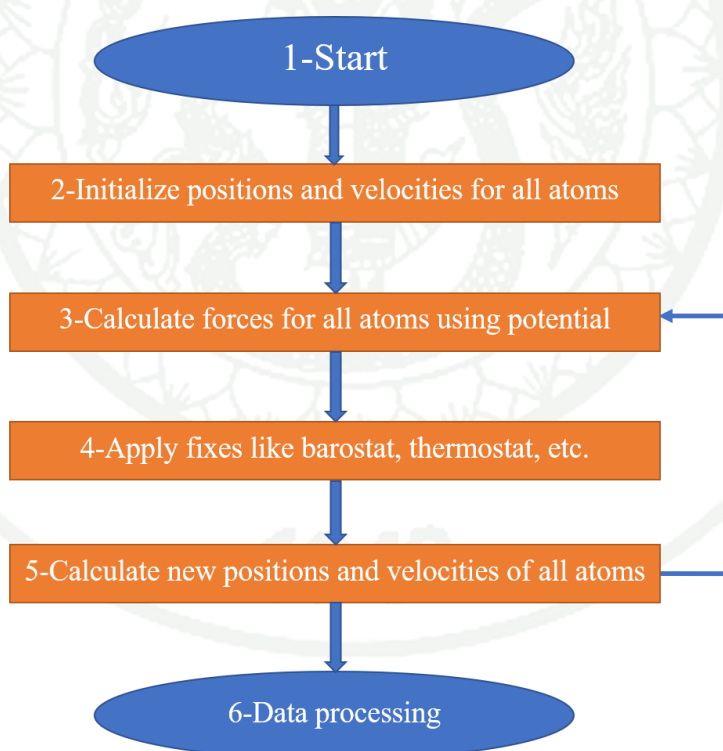 1-Start
2-Initialize positions and velocities for all atoms
3-Calculate forces for all atoms using potential
4-Apply fixes like barostat, thermostat, etc.
5-Calculate new positions and velocities of all atoms
6-Data processing